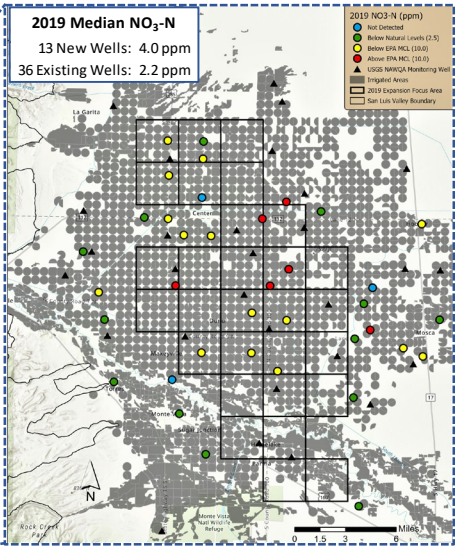 2019 Median NO3-N
13 New Wells: 4.0 ppm
36 Existing Wells: 2.2 ppm
2019 NO3-N (ppm)
Not Detected
Below Natural Levels (2.5)
Below EPA MCL (10.0)
Above EPA MCL (10.0)
USGS NAWQA Monitoring Well
Irrigated Areas
2019 Expansion Focus Area
San Luis Valley Boundary
La Garita
Center
Mosca
17
Monte Vista
Monte Vista
Natl Wildlife
Refuge
N
Rock Creek
Park
Miles
0 1.5 3 6